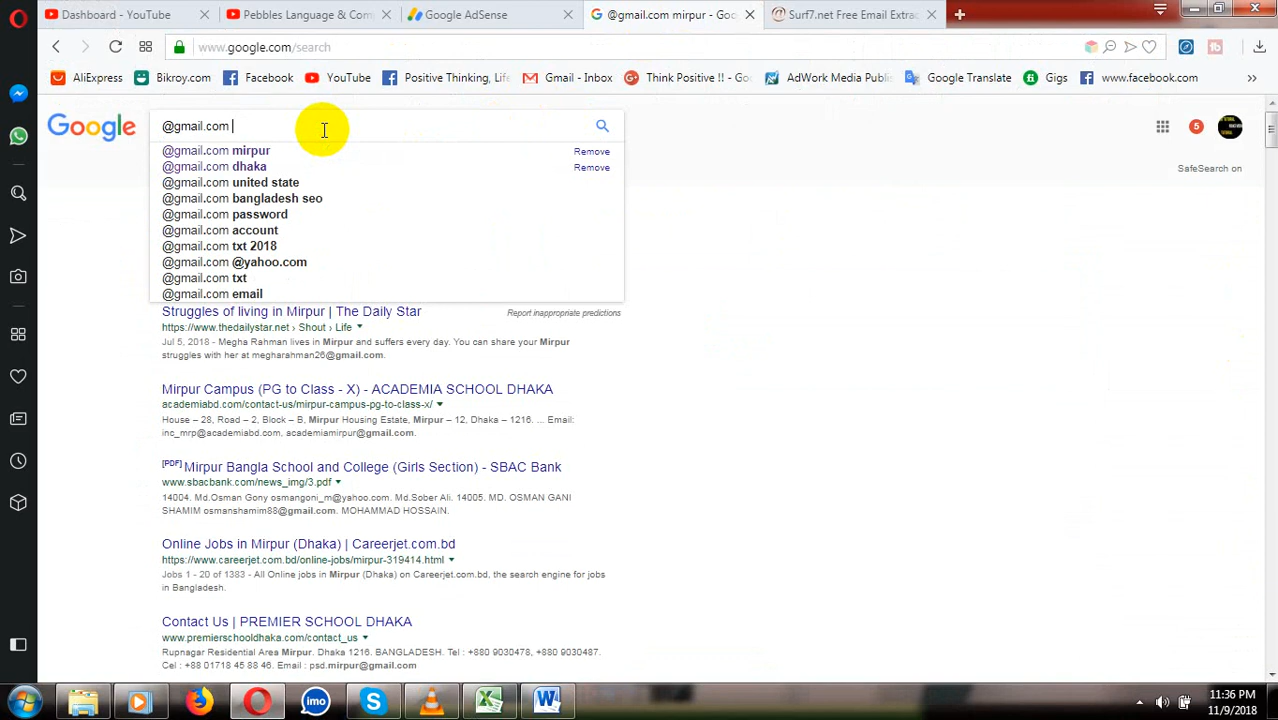 Dashboard - YouTube
Pebbles Language & Com
Google AdSense
@gmail.com mirpur - Goo
Surf7.net Free Email Extrac
www.google.com/search
AliExpress
Bikroy.com
Facebook
YouTube
Positive Thinking, Life
Gmail - Inbox
Think Positive !! - Goo
AdWork Media Publis
Google Translate
Gigs
www.facebook.com
Google
@gmail.com
5
SafeSearch on
@gmail.com mirpur Remove
@gmail.com dhaka Remove
@gmail.com united state
@gmail.com bangladesh seo
@gmail.com password
@gmail.com account
@gmail.com txt 2018
@gmail.com @yahoo.com
@gmail.com txt
@gmail.com email
Report inappropriate predictions
Struggles of living in Mirpur | The Daily Star
https://www.thedailystar.net › Shout › Life
Jul 5, 2018 - Megha Rahman lives in Mirpur and suffers every day. You can share your Mirpur
struggles with her at megharahman26@gmail.com.
Mirpur Campus (PG to Class - X) - ACADEMIA SCHOOL DHAKA
academiabd.com/contact-us/mirpur-campus-pg-to-class-x/
House – 28, Road – 2, Block – B, Mirpur Housing Estate, Mirpur – 12, Dhaka – 1216. ... Email:
inc_mrp@academiabd.com, academiamirpur@gmail.com.
[PDF] Mirpur Bangla School and College (Girls Section) - SBAC Bank
www.sbacbank.com/news_img/3.pdf
14004. Md.Osman Gony osmangoni_m@yahoo.com. Md.Sober Ali. 14005. MD. OSMAN GANI
SHAMIM osmanshamim88@gmail.com. MOHAMMAD HOSSAIN.
Online Jobs in Mirpur (Dhaka) | Careerjet.com.bd
https://www.careerjet.com.bd/online-jobs/mirpur-319414.html
Jobs 1 - 20 of 1383 - All Online jobs in Mirpur (Dhaka) on Careerjet.com.bd, the search engine for jobs
in Bangladesh.
Contact Us | PREMIER SCHOOL DHAKA
www.premierschooldhaka.com/contact_us
Rupnagar Residential Area Mirpur. Dhaka 1216. BANGLADESH. Tel : +880 9030478, +880 9030487.
Cel : +88 01718 45 88 46. Email : psd.mirpur@gmail.com
imo
11:36 PM
11/9/2018